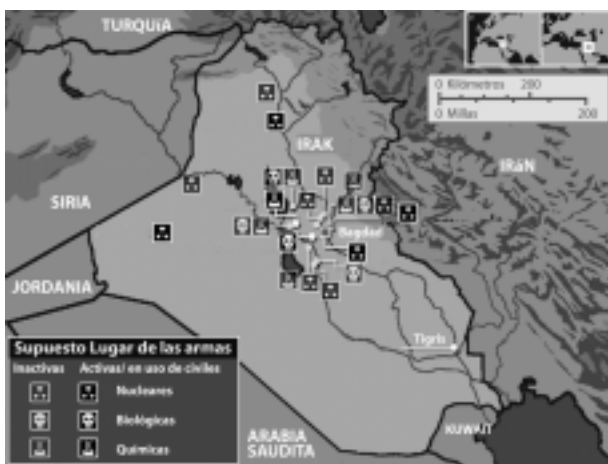 TURQUíA
0 Kilómetros 200
0 Millas 200
IRAK
IRáN
SIRIA
Bagdad
JORDANIA
Tigris
Supuesto Lugar de las armas
Inactivas Activas/ en uso de civiles
Nucleares
Biológicas
Químicas
ARABIA
SAUDITA
KUWAIT